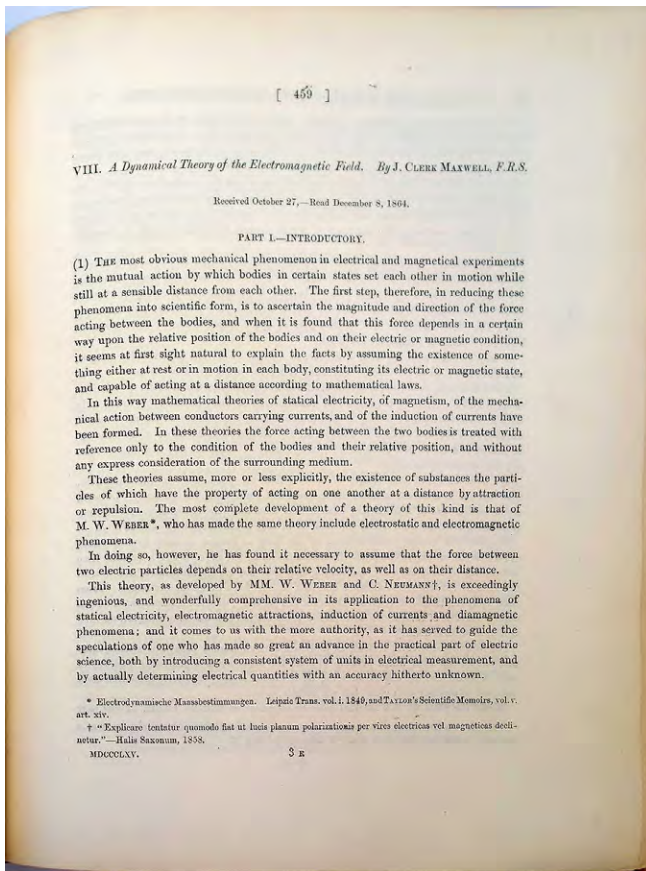 [ 459 ]
VIII. A Dynamical Theory of the Electromagnetic Field. By J. CLERK MAXWELL, F.R.S.
Received October 27,—Read December 8, 1864.
PART I.—INTRODUCTORY.
(1) THE most obvious mechanical phenomenon in electrical and magnetical experiments
is the mutual action by which bodies in certain states set each other in motion while
still at a sensible distance from each other. The first step, therefore, in reducing these
phenomena into scientific form, is to ascertain the magnitude and direction of the force
acting between the bodies, and when it is found that this force depends in a certain
way upon the relative position of the bodies and on their electric or magnetic condition,
it seems at first sight natural to explain the facts by assuming the existence of some-
thing either at rest or in motion in each body, constituting its electric or magnetic state,
and capable of acting at a distance according to mathematical laws.
In this way mathematical theories of statical electricity, of magnetism, of the mecha-
nical action between conductors carrying currents, and of the induction of currents have
been formed. In these theories the force acting between the two bodies is treated with
reference only to the condition of the bodies and their relative position, and without
any express consideration of the surrounding medium.
These theories assume, more or less explicitly, the existence of substances the parti-
cles of which have the property of acting on one another at a distance by attraction
or repulsion. The most complete development of a theory of this kind is that of
M. W. WEBER*, who has made the same theory include electrostatic and electromagnetic
phenomena.
In doing so, however, he has found it necessary to assume that the force between
two electric particles depends on their relative velocity, as well as on their distance.
This theory, as developed by MM. W. WEBER and C. NEUMANN†, is exceedingly
ingenious, and wonderfully comprehensive in its application to the phenomena of
statical electricity, electromagnetic attractions, induction of currents and diamagnetic
phenomena; and it comes to us with the more authority, as it has served to guide the
speculations of one who has made so great an advance in the practical part of electric
science, both by introducing a consistent system of units in electrical measurement, and
by actually determining electrical quantities with an accuracy hitherto unknown.
* Electrodynamische Maassbestimmungen. Leipzic Trans. vol. i. 1849, and TAYLOR'S Scientific Memoirs, vol. v.
art. xiv.
† "Explicare tentatur quomodo fiat ut lucis planum polarizationis per vires electricas vel magneticas decli-
netur."—Halis Saxonum, 1858.
MDCCCLXV. 3 E